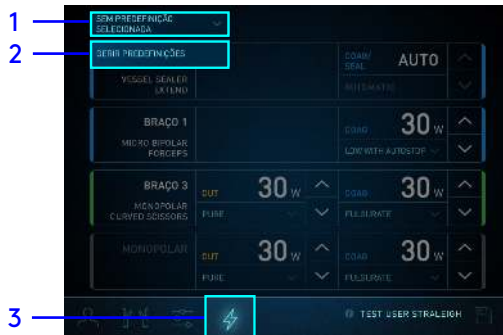 1
SEM PREDEFINIÇÃO
SELECIONADA
2
GERIR PREDEFINIÇÕES
VESSEL SEALER
EXTEND
COAG/
SEAL
AUTO
AUTOMATIC
BRAÇO 1
MICRO BIPOLAR
FORCEPS
COAG
30 W
LOW WITH AUTOSTOP
BRAÇO 3
MONOPOLAR
CURVED SCISSORS
CUT
30 W
PURE
COAG
30 W
FULGURATE
MONOPOLAR
CUT
30 W
PURE
COAG
30 W
FULGURATE
3
TEST USER STRALEIGH